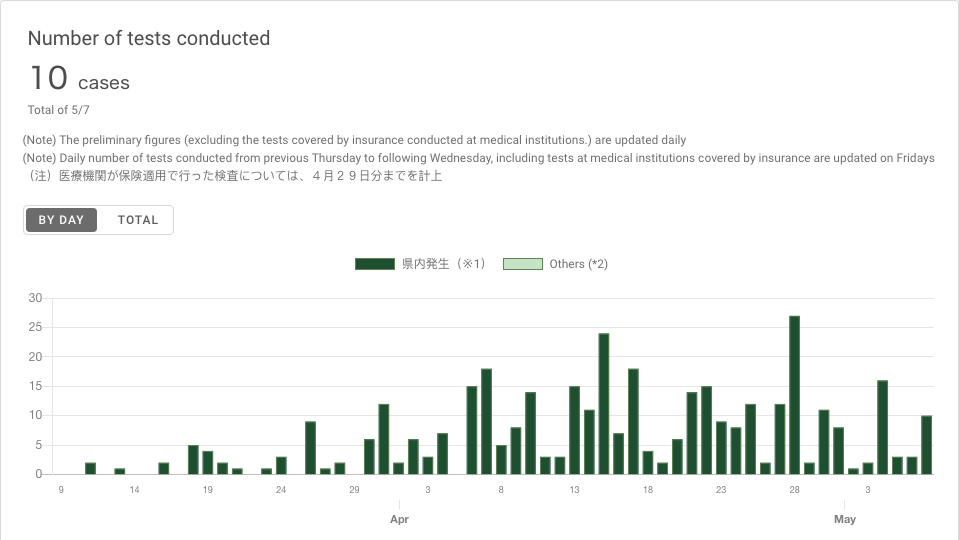 Number of tests conducted
10 cases
Total of 5/7
(Note) The preliminary figures (excluding the tests covered by insurance conducted at medical institutions.) are updated daily
(Note) Daily number of tests conducted from previous Thursday to following Wednesday, including tests at medical institutions covered by insurance are updated on Fridays
（注）医療機関が保険適用で行った検査については、４月２９日分までを計上
BY DAY TOTAL
県内発生（※1） Others (*2)
30
25
20
15
10
5
0
9 14 19 24 29 3 8 13 18 23 28 3
Apr May